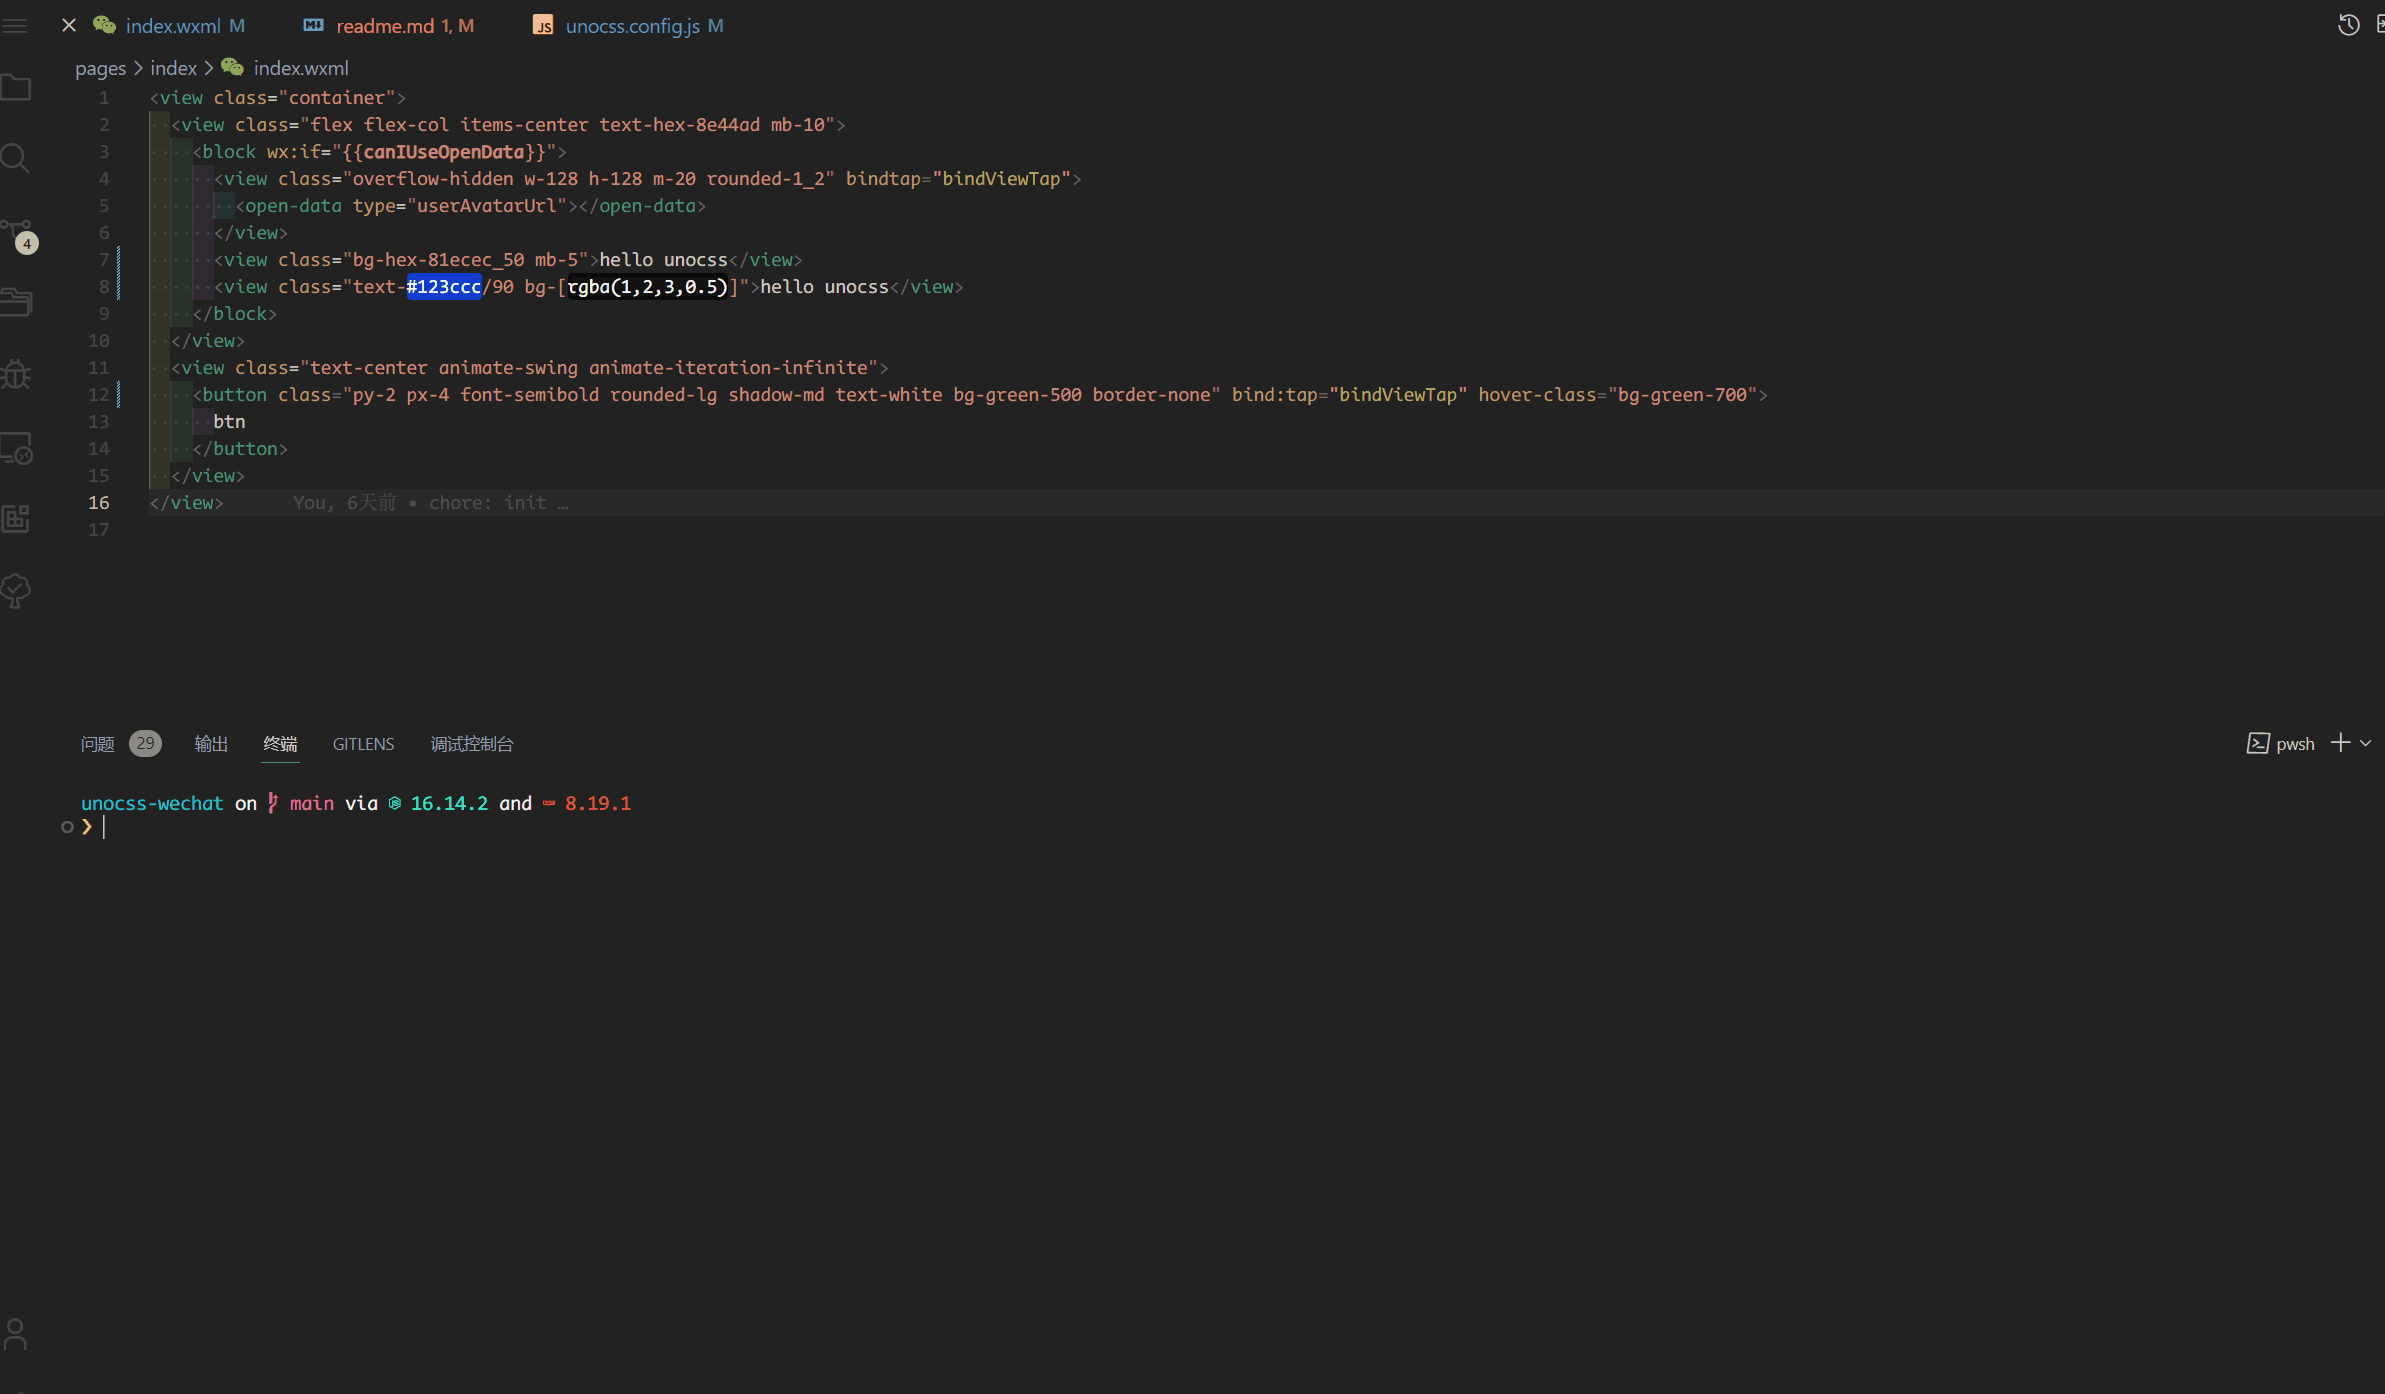 index.wxml M readme.md 1, M JS unocss.config.js M
pages > index > index.wxml
1 <view class="container">
2 <view class="flex flex-col items-center text-hex-8e44ad mb-10">
3 <block wx:if="{{canIUseOpenData}}">
4 <view class="overflow-hidden w-128 h-128 m-20 rounded-1_2" bindtap="bindViewTap">
5 <open-data type="userAvatarUrl"></open-data>
6 </view>
7 <view class="bg-hex-81ecec_50 mb-5">hello unocss</view>
8 <view class="text-#123ccc/90 bg-[rgba(1,2,3,0.5)]">hello unocss</view>
9 </block>
10 </view>
11 <view class="text-center animate-swing animate-iteration-infinite">
12 <button class="py-2 px-4 font-semibold rounded-lg shadow-md text-white bg-green-500 border-none" bind:tap="bindViewTap" hover-class="bg-green-700">
13 btn
14 </button>
15 </view>
16 </view> You, 6天前 • chore: init …
17
4
问题 29 输出 终端 GITLENS 调试控制台 pwsh
unocss-wechat on main via 16.14.2 and 8.19.1
❯